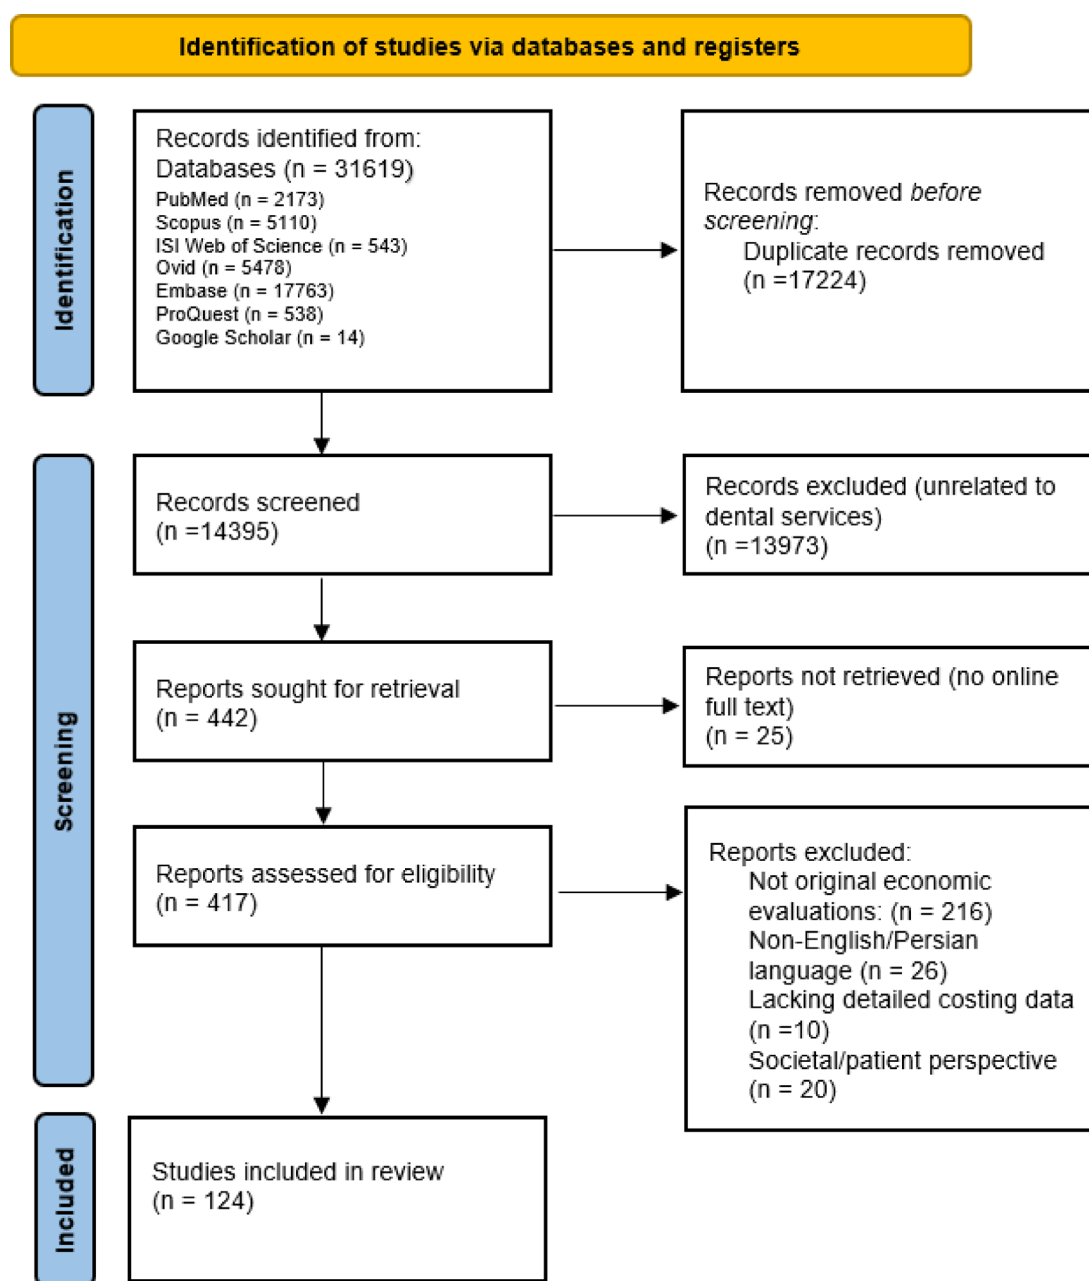 Identification of studies via databases and registers
Identification
Records identified from:
Databases (n = 31619)
PubMed (n = 2173)
Scopus (n = 5110)
ISI Web of Science (n = 543)
Ovid (n = 5478)
Embase (n = 17763)
ProQuest (n = 538)
Google Scholar (n = 14)
Records removed before
screening:
Duplicate records removed
(n =17224)
Screening
Records screened
(n =14395)
Records excluded (unrelated to
dental services)
(n =13973)
Reports sought for retrieval
(n = 442)
Reports not retrieved (no online
full text)
(n = 25)
Reports assessed for eligibility
(n = 417)
Reports excluded:
Not original economic
evaluations: (n = 216)
Non-English/Persian
language (n = 26)
Lacking detailed costing data
(n =10)
Societal/patient perspective
(n = 20)
Included
Studies included in review
(n = 124)